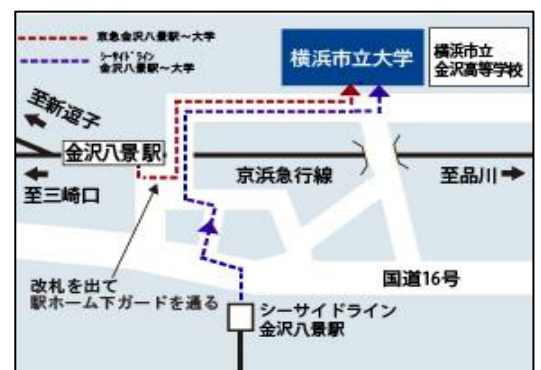 京急金沢八景駅～大学
シーサイドライン
金沢八景駅～大学
横浜市立大学
横浜市立
金沢高等学校
至新逗子
金沢八景駅
至三崎口
京浜急行線
至品川
改札を出て
駅ホーム下ガードを通る
国道16号
シーサイドライン
金沢八景駅